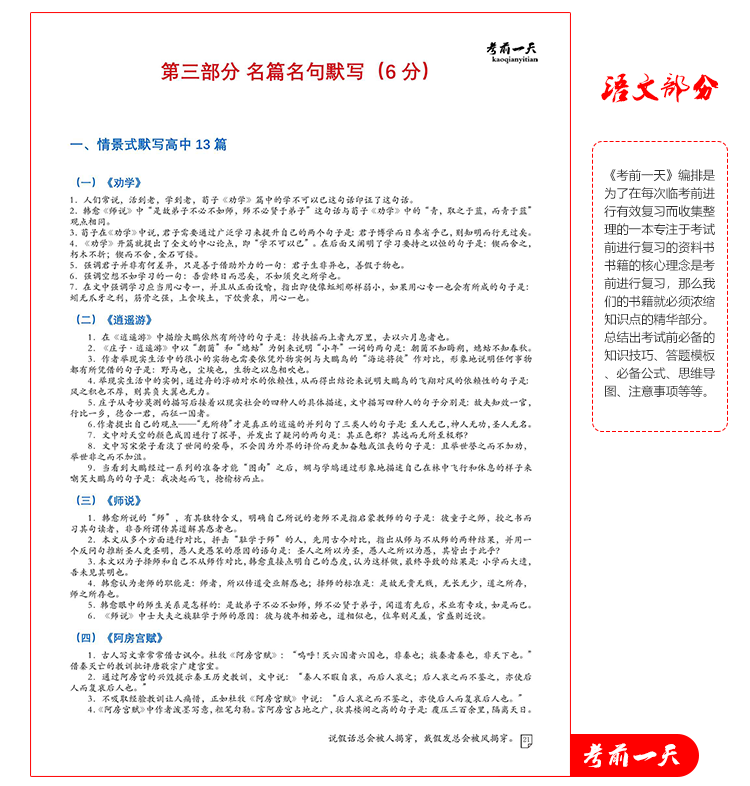 考前一天
kaoqianyitian
第三部分 名篇名句默写（6 分）
一、情景式默写高中 13 篇
（一）《劝学》
1. 人们常说，活到老，学到老，荀子《劝学》篇中的学不可以已这句话印证了这句话。
2. 韩愈《师说》中“是故弟子不必不如师，师不必贤于弟子”这句话与荀子《劝学》中的“青，取之于蓝，而青于蓝”
观点相同。
3. 荀子在《劝学》中说，君子需要通过广泛学习来提升自己的两个句子是：君子博学而日参省乎己，则知明而行无过矣。
4. 《劝学》开篇就提出了全文的中心论点，即“学不可以已”。在后面又阐明了学习要持之以恒的句子是：锲而舍之，
朽木不折；锲而不舍，金石可镂。
5. 强调君子并非有何差异，只是善于借助外力的一句：君子生非异也，善假于物也。
6. 强调空想不如学习的一句：吾尝终日而思矣，不如须臾之所学也。
7. 在文中强调学习应当用心专一，并且从正面设喻，指出即使像蚯蚓那样弱小，如果用心专一也会有所成的句子是：
蚓无爪牙之利，筋骨之强，上食埃土，下饮黄泉，用心一也。
（二）《逍遥游》
1. 在《逍遥游》中描绘大鹏依然有所恃的句子是：抟扶摇而上者九万里，去以六月息者也。
2. 《庄子·逍遥游》中以“朝菌”和“蟪蛄”为例来说明“小年”一词的两句是：朝菌不知晦朔，蟪蛄不知春秋。
3. 作者举现实生活中的很小的实物也需要依凭外物实例与大鹏鸟的“海运将徙”作对比，形象地说明任何事物
都有所凭借的句子是：野马也，尘埃也，生物之以息相吹也。
4. 举现实生活中的实例，通过舟的浮动对水的依赖性，从而得出结论来说明大鹏鸟的飞翔对风的依赖性的句子是：
风之积也不厚，则其负大翼也无力。
5. 庄子从奇妙莫测的描写后接着以现实社会的四种人的具体描述，文中描写四种人的句子分别是：故夫知效一官，
行比一乡，德合一君，而征一国者。
6. 作者提出自己的观点——“无所待”才是真正的逍遥的并列句了三类人的句子是：至人无己，神人无功，圣人无名。
7. 文中对天空的颜色成因进行了探寻，并发出了疑问的两句是：其正色邪？其远而无所至极邪？
8. 文中写宋荣子看淡了世间的荣辱，不会因为外界的评价而更加奋勉或沮丧的句子是：且举世誉之而不加劝，
举世非之而不加沮。
9. 当看到大鹏经过一系列的准备才能“图南”之后，蜩与学鸠通过形象地描述自己在林中飞行和休息的样子来
嘲笑大鹏鸟的句子是：我决起而飞，抢榆枋而止。
（三）《师说》
1. 韩愈所说的“师”，有其独特含义，明确自己所说的老师不是指启蒙教师的句子是：彼童子之师，授之书而
习其句读者，非吾所谓传其道解其惑者也。
2. 本文从多个方面进行对比，抨击“耻学于师”的人，先用古今对比，指出从师与不从师的两种结果，并用一
个反问句推断圣人更圣明，愚人更愚笨的原因的语句是：圣人之所以为圣，愚人之所以为愚，其皆出于此乎？
3. 本文以为子择师和自己不从师作对比，韩愈直接点明自己的态度，认为这样做，最终导致的结果是：小学而大遗，
吾未见其明也。
4. 韩愈认为老师的职能是：师者，所以传道受业解惑也；择师的标准是：是故无贵无贱，无长无少，道之所存，
师之所存也。
5. 韩愈眼中的师生关系是怎样的：是故弟子不必不如师，师不必贤于弟子，闻道有先后，术业有专攻，如是而已。
6. 《师说》中士大夫之族耻学于师的原因：彼与彼年相若也，道相似也，位卑则足羞，官盛则近谀。
（四）《阿房宫赋》
1. 古人写文章常常借古讽今。杜牧《阿房宫赋》：“呜呼！灭六国者六国也，非秦也；族秦者秦也，非天下也。”
借秦灭亡的教训批评唐敬宗广建宫室。
2. 通过阿房宫的兴毁提示秦王历史教训，文中说：“秦人不暇自哀，而后人哀之；后人哀之而不鉴之，亦使后
人而复哀后人也。”
3. 不吸取经验教训让人痛惜，正如杜牧《阿房宫赋》中说：“后人哀之而不鉴之，亦使后人而复哀后人也。”
4. 《阿房宫赋》中作者泼墨写意，粗笔勾勒。言阿房宫占地之广，状其楼阁之高的句子是：覆压三百余里，隔离天日。
说假话总会被人揭穿，戴假发总会被风揭穿。 21
语文部分
《考前一天》编排是
为了在每次临考前进
行有效复习而收集整
理的一本专注于考试
前进行复习的资料书
书籍的核心理念是考
前进行复习，那么我
们的书籍就必须浓缩
知识点的精华部分。
总结出考试前必备的
知识技巧、答题模板
、必备公式、思维导
图、注意事项等等。
考前一天